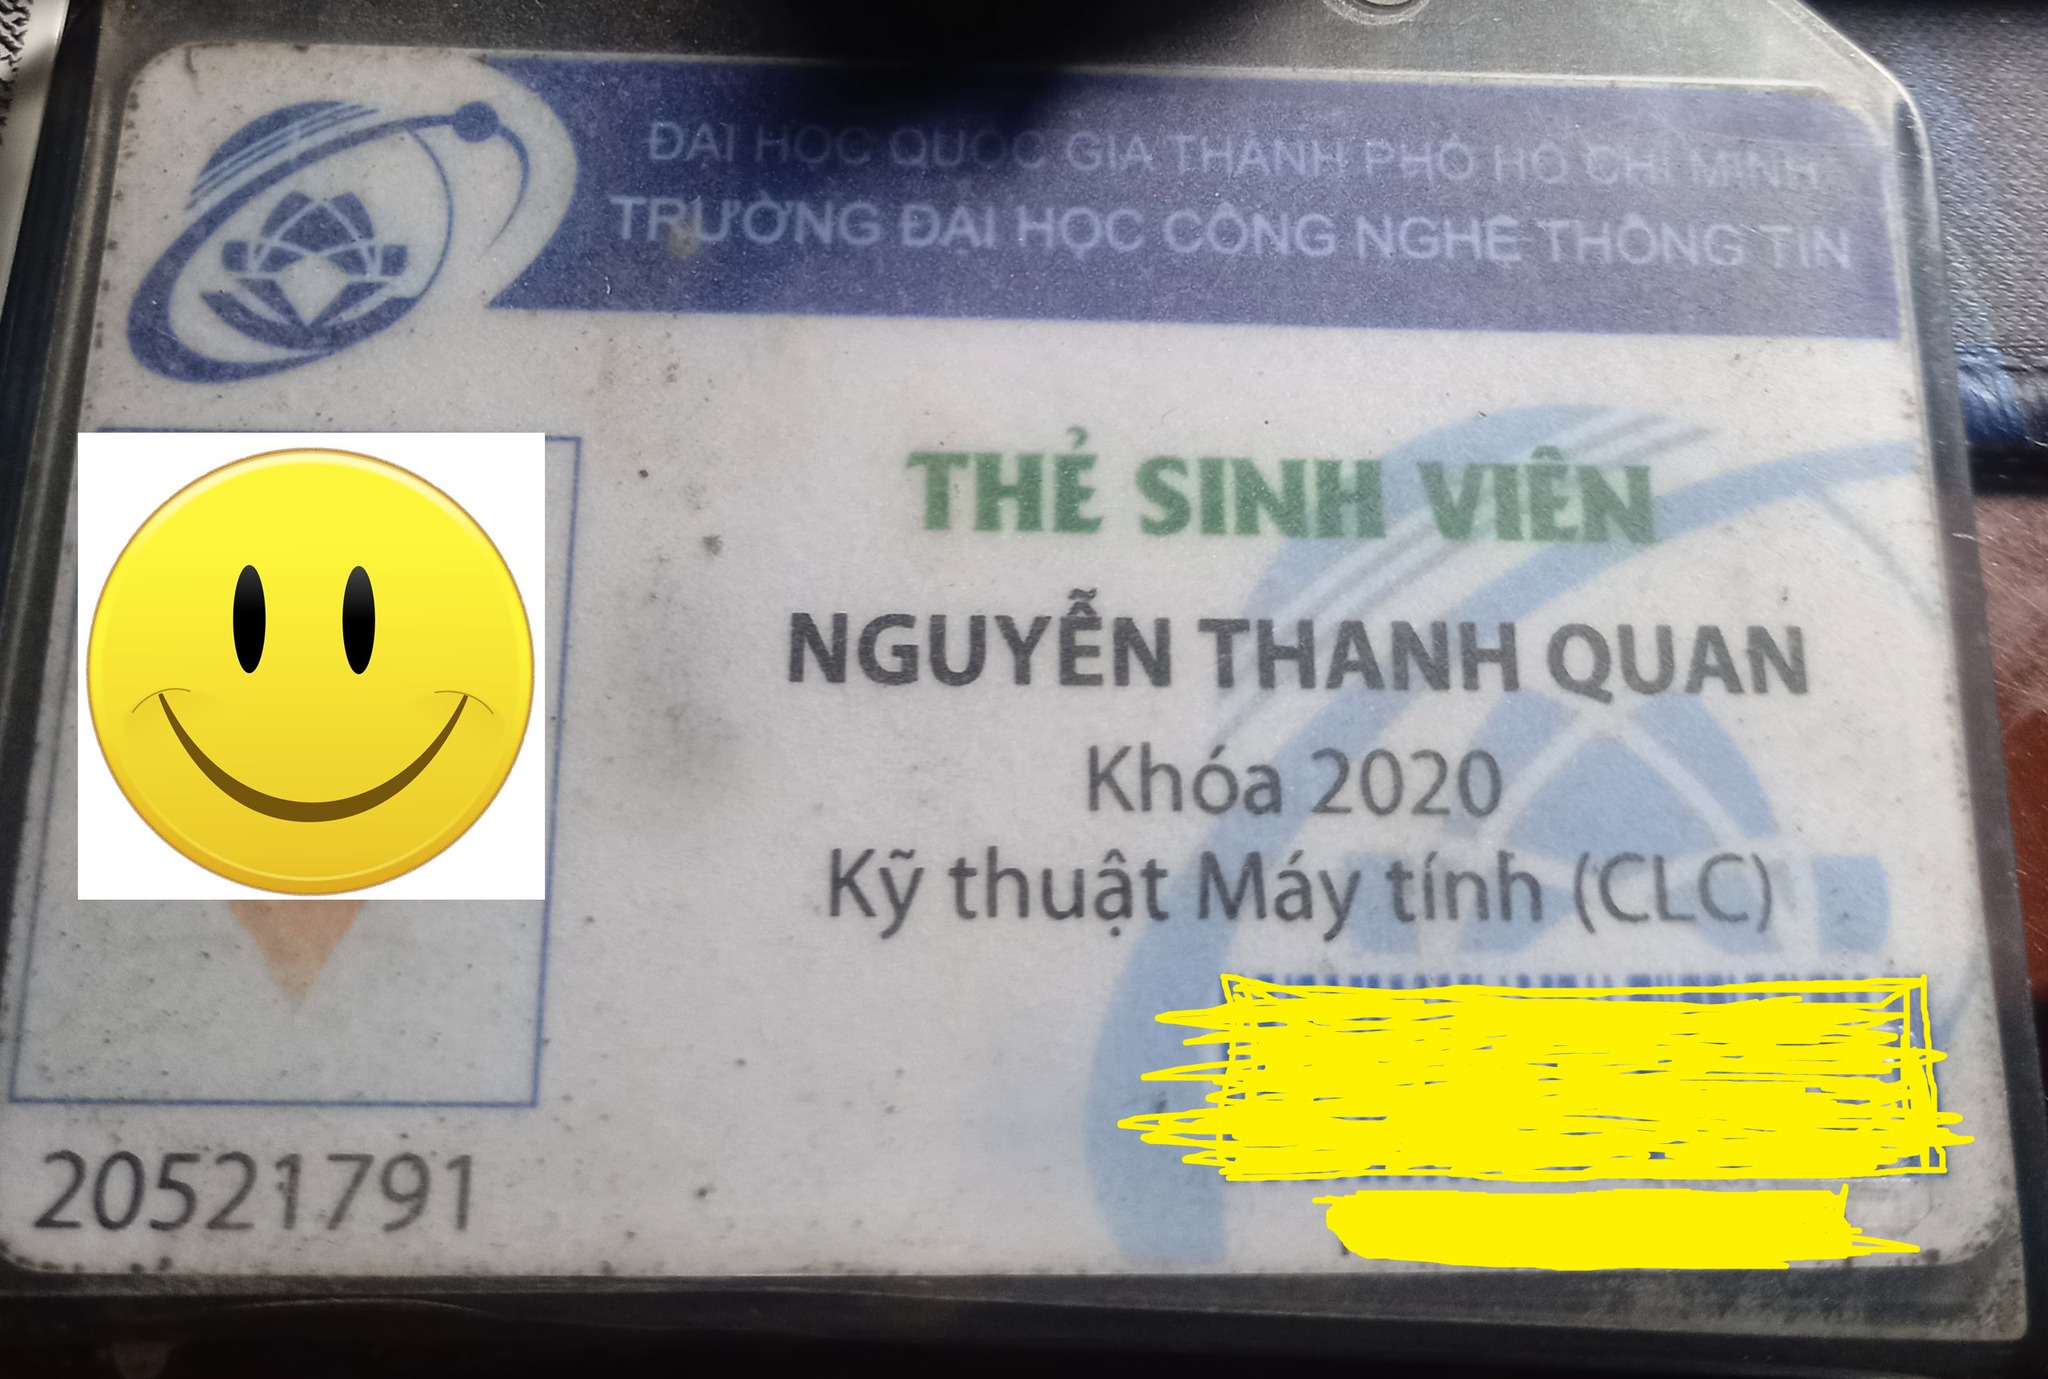 ĐẠI HỌC QUỐC GIA THÀNH PHỐ HỒ CHÍ MINH
TRƯỜNG ĐẠI HỌC CÔNG NGHỆ THÔNG TIN
THẺ SINH VIÊN
NGUYỄN THANH QUAN
Khóa 2020
Kỹ thuật Máy tính (CLC)
20521791